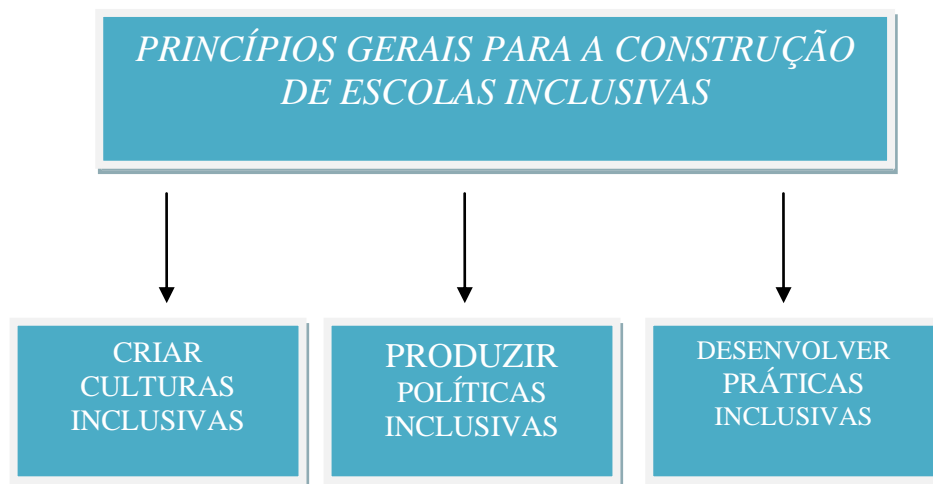 PRINCÍPIOS GERAIS PARA A CONSTRUÇÃO
DE ESCOLAS INCLUSIVAS
CRIAR
CULTURAS
INCLUSIVAS
PRODUZIR
POLÍTICAS
INCLUSIVAS
DESENVOLVER
PRÁTICAS
INCLUSIVAS